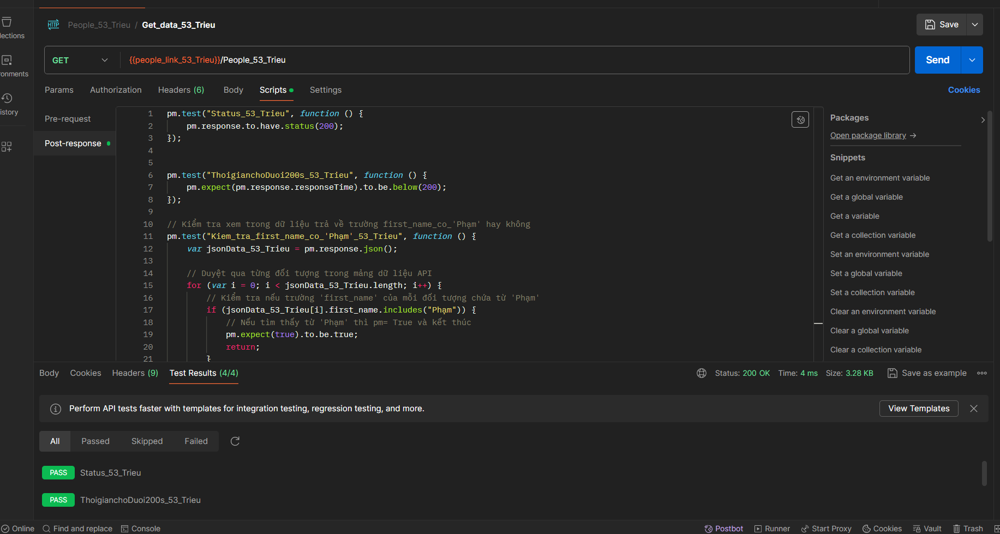 lections
ronments
istory
HTTP People_53_Trieu / Get_data_53_Trieu
Save
GET {{people_link_53_Trieu}}/People_53_Trieu
Send
Params Authorization Headers (6) Body Scripts Settings
Cookies
Pre-request
Post-response
1 pm.test("Status_53_Trieu", function () {
2 pm.response.to.have.status(200);
3 });
4
5
6 pm.test("ThoigianchoDuoi200s_53_Trieu", function () {
7 pm.expect(pm.response.responseTime).to.be.below(200);
8 });
9
10 // Kiểm tra xem trong dữ liệu trả về trường first_name_co_'Phạm' hay không
11 pm.test("Kiem_tra_first_name_co_'Phạm'_53_Trieu", function () {
12 var jsonData_53_Trieu = pm.response.json();
13
14 // Duyệt qua từng đối tượng trong mảng dữ liệu API
15 for (var i = 0; i < jsonData_53_Trieu.length; i++) {
16 // Kiểm tra nếu trường 'first_name' của mỗi đối tượng chứa từ 'Phạm'
17 if (jsonData_53_Trieu[i].first_name.includes("Phạm")) {
18 // Nếu tìm thấy từ 'Phạm' thì pm= True và kết thúc
19 pm.expect(true).to.be.true;
20 return;
21 }
Packages
Open package library →
Snippets
Get an environment variable
Get a global variable
Get a variable
Get a collection variable
Set an environment variable
Set a global variable
Set a collection variable
Clear an environment variable
Clear a global variable
Clear a collection variable
Body Cookies Headers (9) Test Results (4/4)
Status: 200 OK Time: 4 ms Size: 3.28 KB Save as example
Perform API tests faster with templates for integration testing, regression testing, and more.
View Templates
All Passed Skipped Failed
PASS Status_53_Trieu
PASS ThoigianchoDuoi200s_53_Trieu
Online Find and replace Console
Postbot Runner Start Proxy Cookies Vault Trash